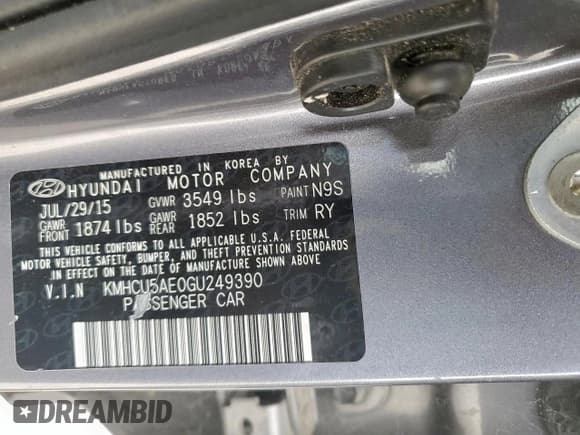 MANUFACTURED IN KOREA BY
HYUNDAI MOTOR COMPANY
JUL/29/15 GVWR 3549 lbs PAINT N9S
GAWR FRONT 1874 lbs GAWR REAR 1852 lbs TRIM RY
THIS VEHICLE CONFORMS TO ALL APPLICABLE U.S.A. FEDERAL
MOTOR VEHICLE SAFETY, BUMPER, AND THEFT PREVENTION STANDARDS
IN EFFECT ON THE DATE OF MANUFACTURE SHOWN ABOVE
V.I.N KMHCU5AE0GU249390
PASSENGER CAR
DREAMBID